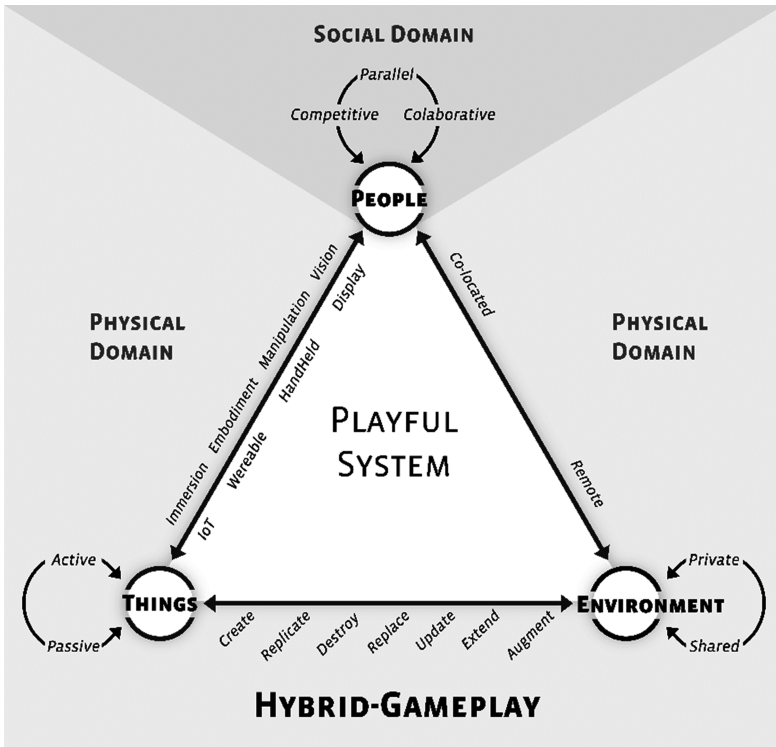 SOCIAL DOMAIN
Parallel
Competitive
Colaborative
PEOPLE
Vision
Display
Co-located
Manipulation
HandHeld
PHYSICAL
DOMAIN
PHYSICAL
DOMAIN
Embodiment
Wereable
PLAYFUL
SYSTEM
Immersion
IoT
Remote
Active
Passive
THINGS
ENVIRONMENT
Private
Shared
Create
Replicate
Destroy
Replace
Update
Extend
Augment
HYBRID-GAMEPLAY